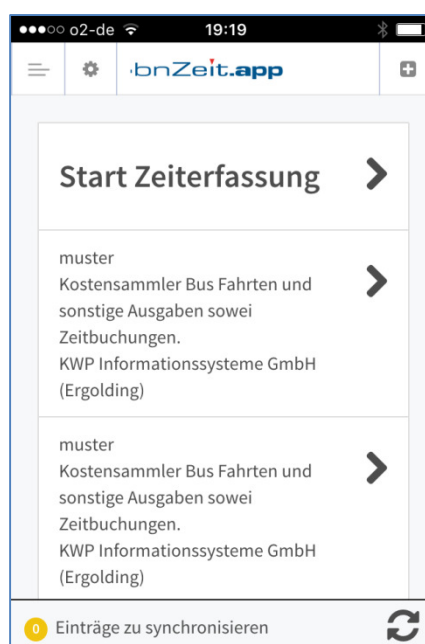 o2-de 19:19
bnZeit.app
Start Zeiterfassung
muster
Kostensammler Bus Fahrten und
sonstige Ausgaben sowei
Zeitbuchungen.
KWP Informationssysteme GmbH
(Ergolding)
muster
Kostensammler Bus Fahrten und
sonstige Ausgaben sowei
Zeitbuchungen.
KWP Informationssysteme GmbH
(Ergolding)
0 Einträge zu synchronisieren